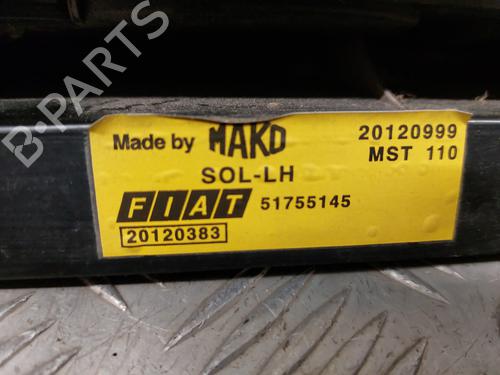 B-PARTS
Made by MAKO 20120999
SOL-LH MST 110
FIAT 51755145
20120383